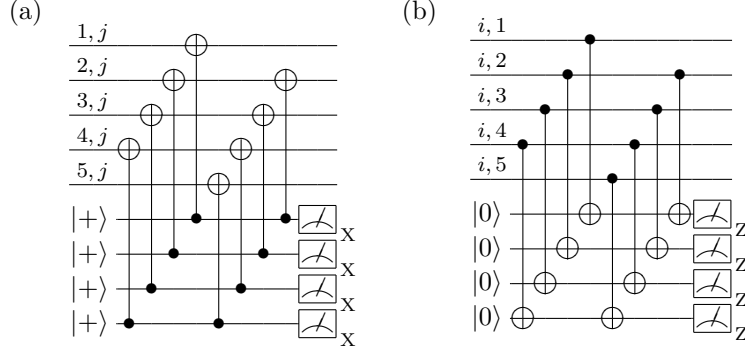 (a)
1, j
2, j
3, j
4, j
5, j
|+⟩ X
|+⟩ X
|+⟩ X
|+⟩ X
(b)
i, 1
i, 2
i, 3
i, 4
i, 5
|0⟩ Z
|0⟩ Z
|0⟩ Z
|0⟩ Z